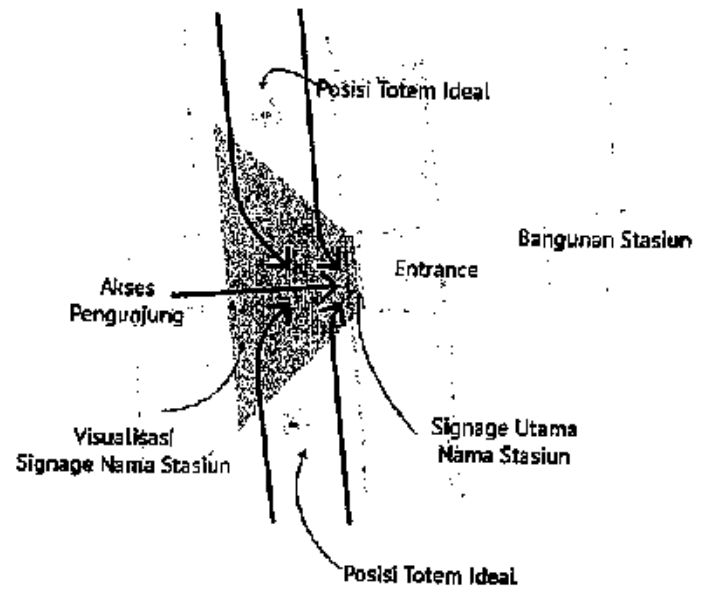 Posisi Totem Ideal
Bangunan Stasiun
Entrance
Akses
Pengunjung
Visualisasi
Signage Nama Stasiun
Signage Utama
Nama Stasiun
Posisi Totem Ideal